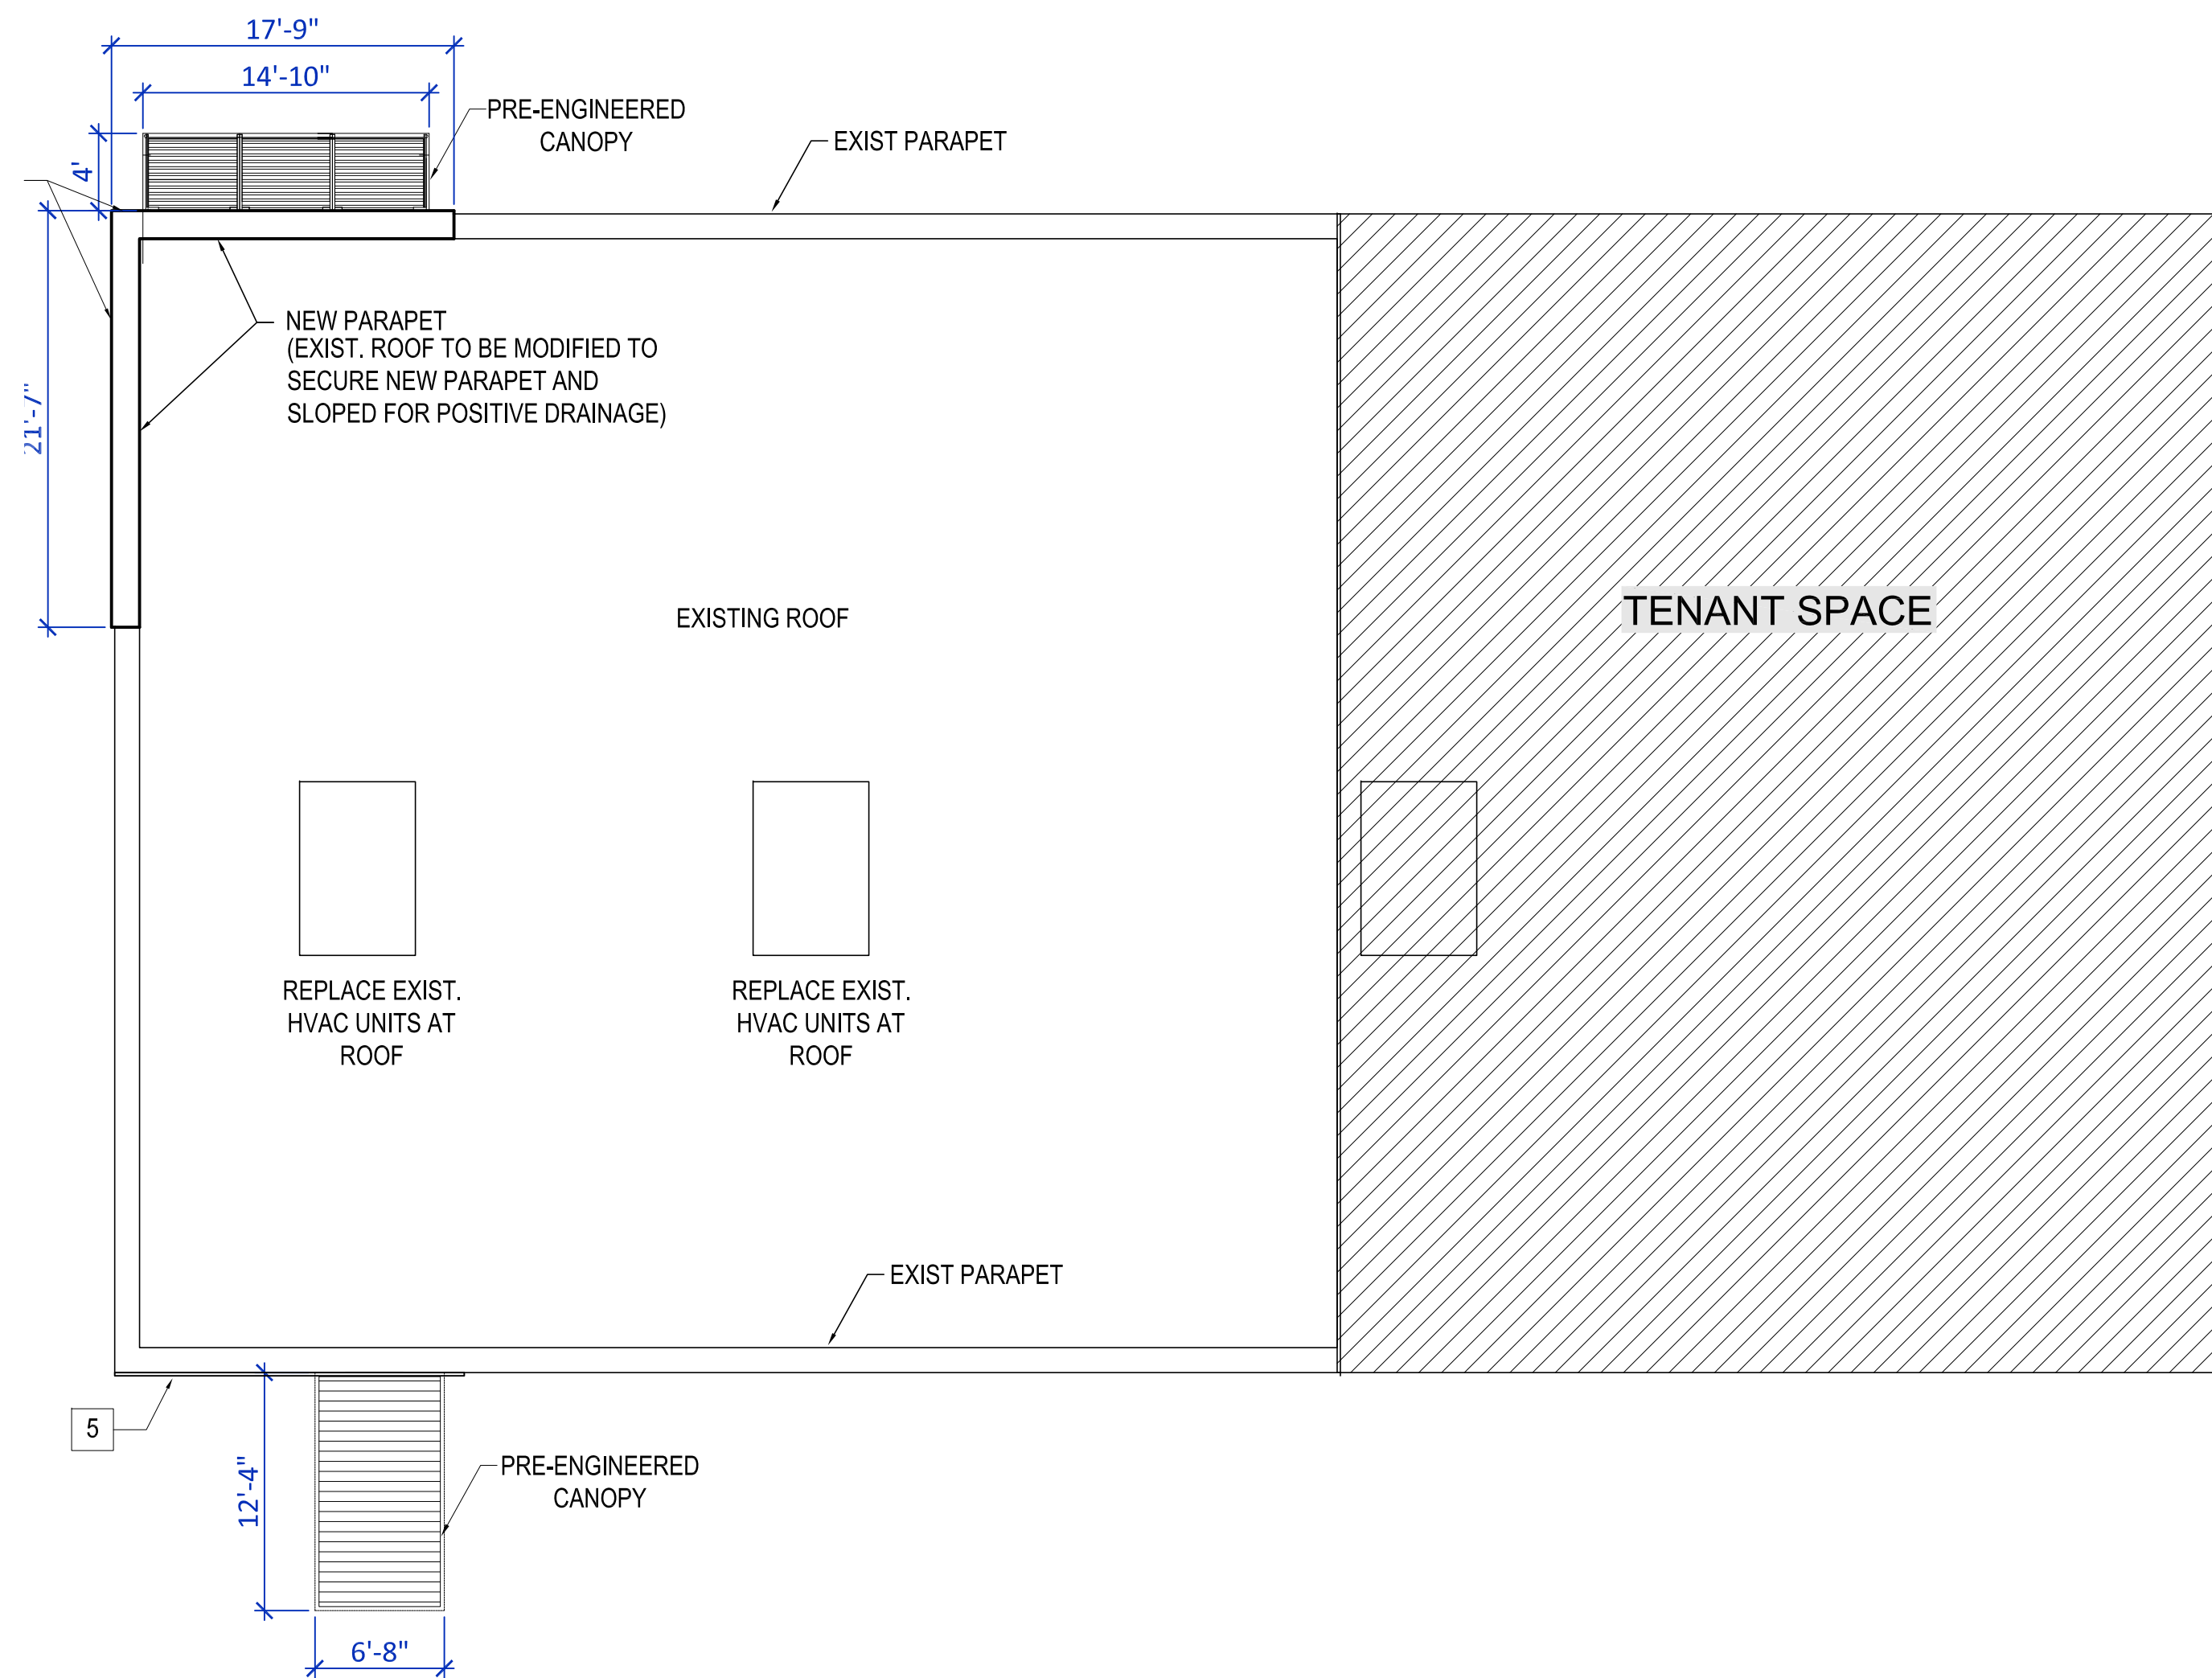 17'-9"
14'-10"
PRE-ENGINEERED
CANOPY
EXIST PARAPET
4'
NEW PARAPET
(EXIST. ROOF TO BE MODIFIED TO
SECURE NEW PARAPET AND
SLOPED FOR POSITIVE DRAINAGE)
21'-7"
EXISTING ROOF
TENANT SPACE
REPLACE EXIST.
HVAC UNITS AT
ROOF
REPLACE EXIST.
HVAC UNITS AT
ROOF
EXIST PARAPET
5
12'-4"
PRE-ENGINEERED
CANOPY
6'-8"